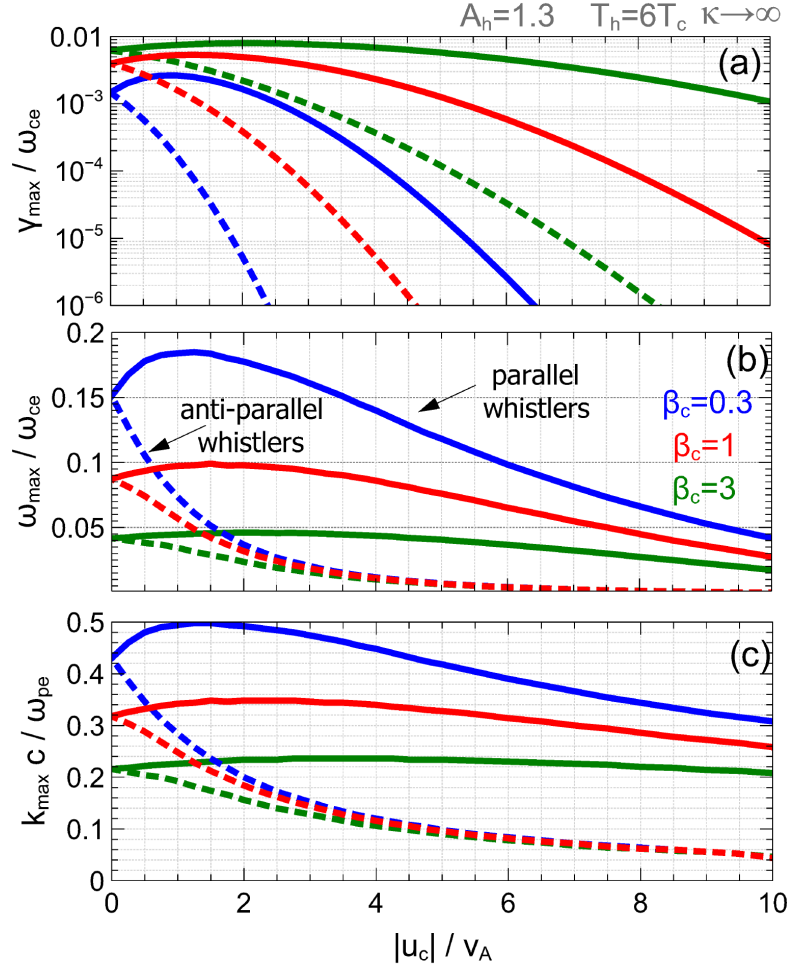 A_h=1.3 T_h=6T_c κ→∞
0.01
(a)
10⁻³
10⁻⁴
10⁻⁵
10⁻⁶
γ_max / ω_ce
0.2
(b)
0.15
0.1
0.05
ω_max / ω_ce
parallel
whistlers
anti-parallel
whistlers
β_c=0.3
β_c=1
β_c=3
0.5
(c)
0.4
0.3
0.2
0.1
0
k_max c / ω_pe
0 2 4 6 8 10
|u_c| / v_A